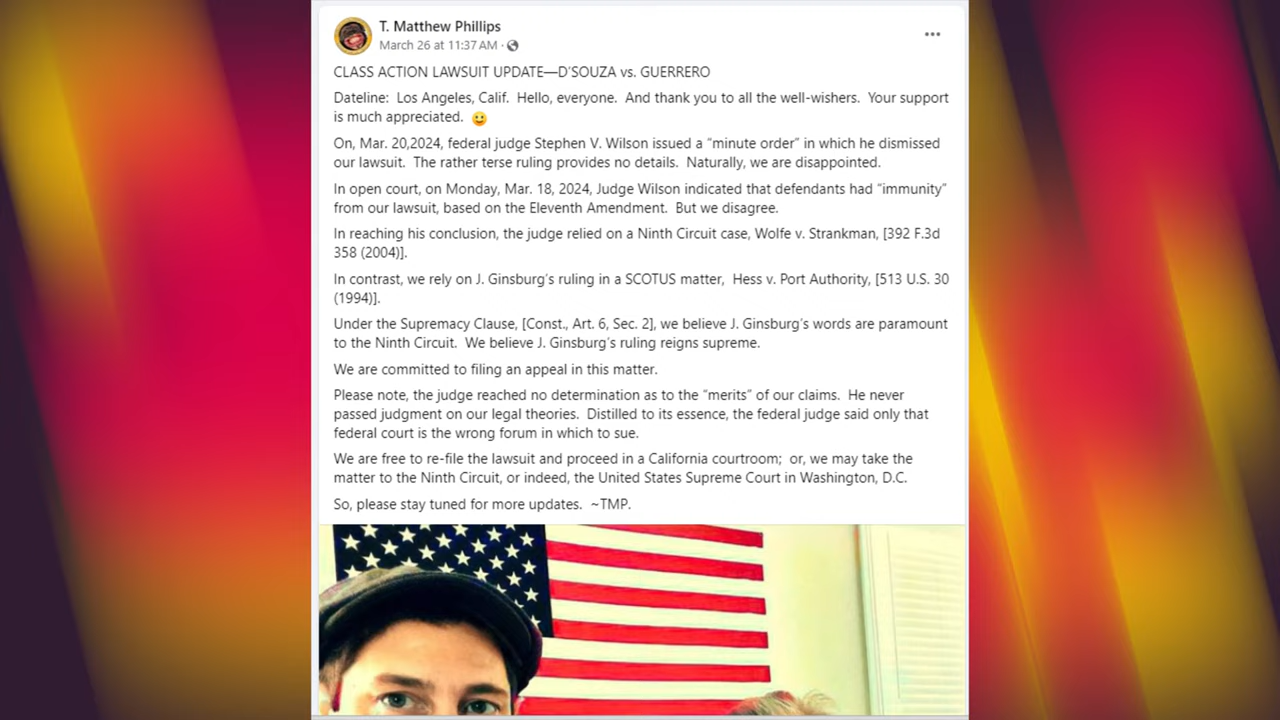 T. Matthew Phillips
March 26 at 11:37 AM ·
CLASS ACTION LAWSUIT UPDATE—D'SOUZA vs. GUERRERO
Dateline:  Los Angeles, Calif.  Hello, everyone.  And thank you to all the well-wishers.  Your support
is much appreciated. 🙂
On, Mar. 20,2024, federal judge Stephen V. Wilson issued a “minute order” in which he dismissed
our lawsuit.  The rather terse ruling provides no details.  Naturally, we are disappointed.
In open court, on Monday, Mar. 18, 2024, Judge Wilson indicated that defendants had “immunity”
from our lawsuit, based on the Eleventh Amendment.  But we disagree.
In reaching his conclusion, the judge relied on a Ninth Circuit case, Wolfe v. Strankman, [392 F.3d
358 (2004)].
In contrast, we rely on J. Ginsburg's ruling in a SCOTUS matter,  Hess v. Port Authority, [513 U.S. 30
(1994)].
Under the Supremacy Clause, [Const., Art. 6, Sec. 2], we believe J. Ginsburg's words are paramount
to the Ninth Circuit.  We believe J. Ginsburg's ruling reigns supreme.
We are committed to filing an appeal in this matter.
Please note, the judge reached no determination as to the “merits” of our claims.  He never
passed judgment on our legal theories.  Distilled to its essence, the federal judge said only that
federal court is the wrong forum in which to sue.
We are free to re-file the lawsuit and proceed in a California courtroom;  or, we may take the
matter to the Ninth Circuit, or indeed, the United States Supreme Court in Washington, D.C.
So, please stay tuned for more updates.  ~TMP.